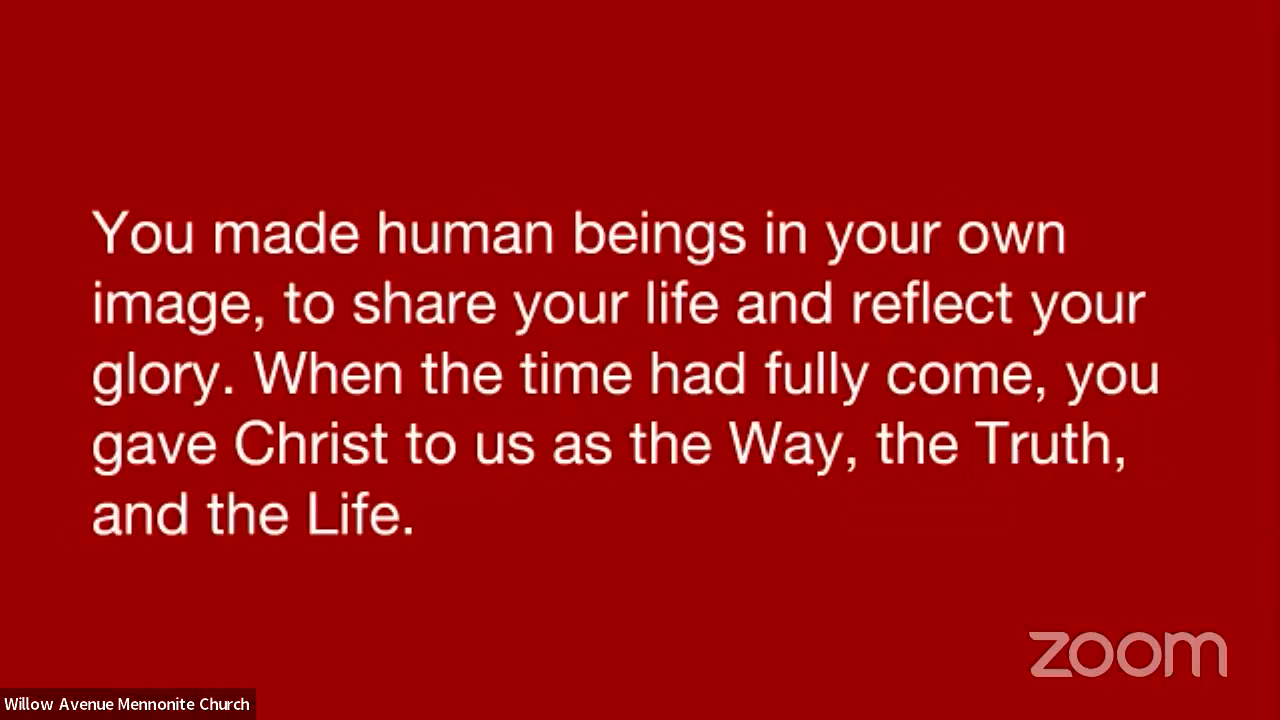 You made human beings in your own
image, to share your life and reflect your
glory. When the time had fully come, you
gave Christ to us as the Way, the Truth,
and the Life.
zoom
Willow Avenue Mennonite Church